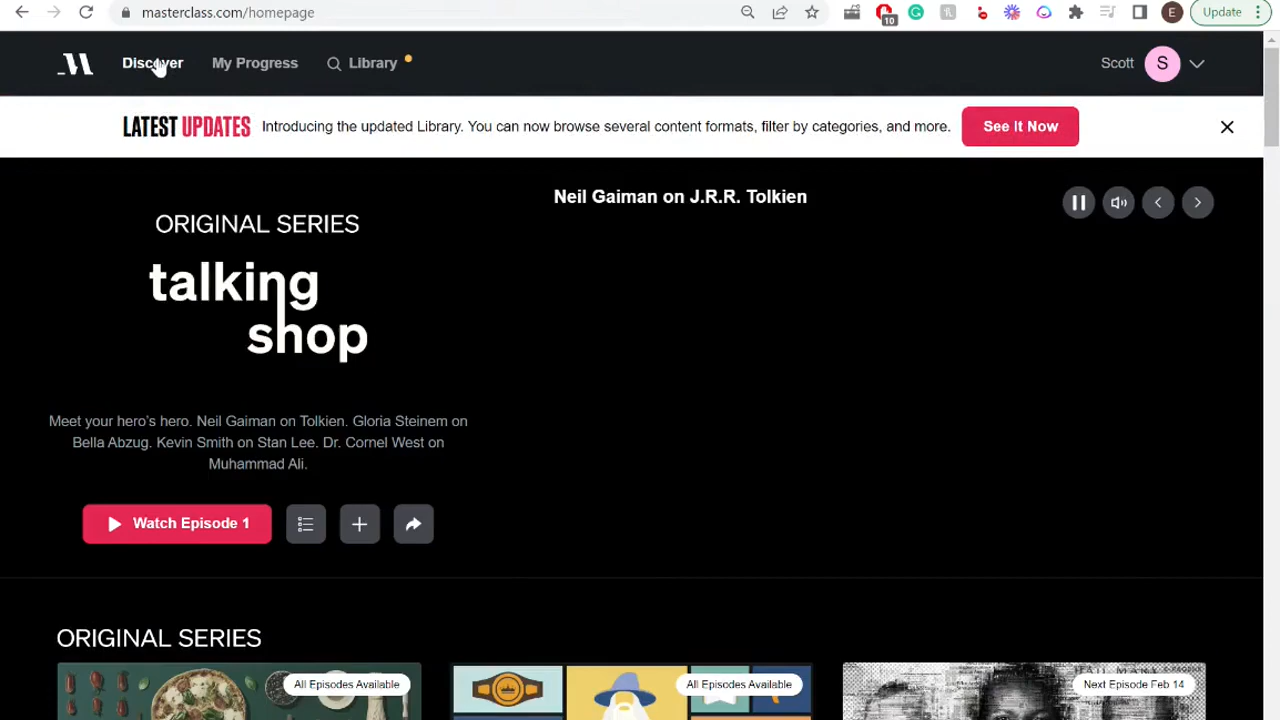 masterclass.com/homepage
10
E
Update
Discover
My Progress
Library
Scott
S
LATEST UPDATES
Introducing the updated Library. You can now browse several content formats, filter by categories, and more.
See It Now
ORIGINAL SERIES
talking
shop
Neil Gaiman on J.R.R. Tolkien
Meet your hero's hero. Neil Gaiman on Tolkien. Gloria Steinem on
Bella Abzug. Kevin Smith on Stan Lee. Dr. Cornel West on
Muhammad Ali.
Watch Episode 1
ORIGINAL SERIES
All Episodes Available
All Episodes Available
Next Episode Feb 14